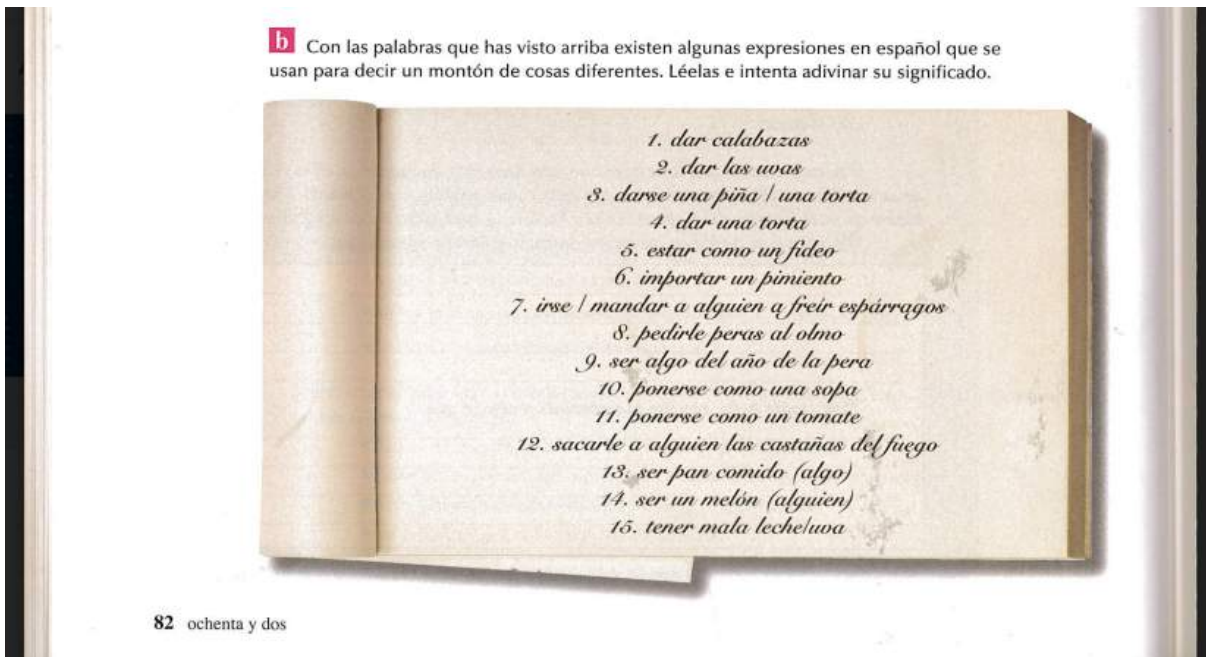 b Con las palabras que has visto arriba existen algunas expresiones en español que se
usan para decir un montón de cosas diferentes. Léelas e intenta adivinar su significado.
1. dar calabazas
2. dar las uvas
3. darse una piña / una torta
4. dar una torta
5. estar como un fideo
6. importar un pimiento
7. irse / mandar a alguien a freír espárragos
8. pedirle peras al olmo
9. ser algo del año de la pera
10. ponerse como una sopa
11. ponerse como un tomate
12. sacarle a alguien las castañas del fuego
13. ser pan comido (algo)
14. ser un melón (alguien)
15. tener mala leche/uva
82 ochenta y dos